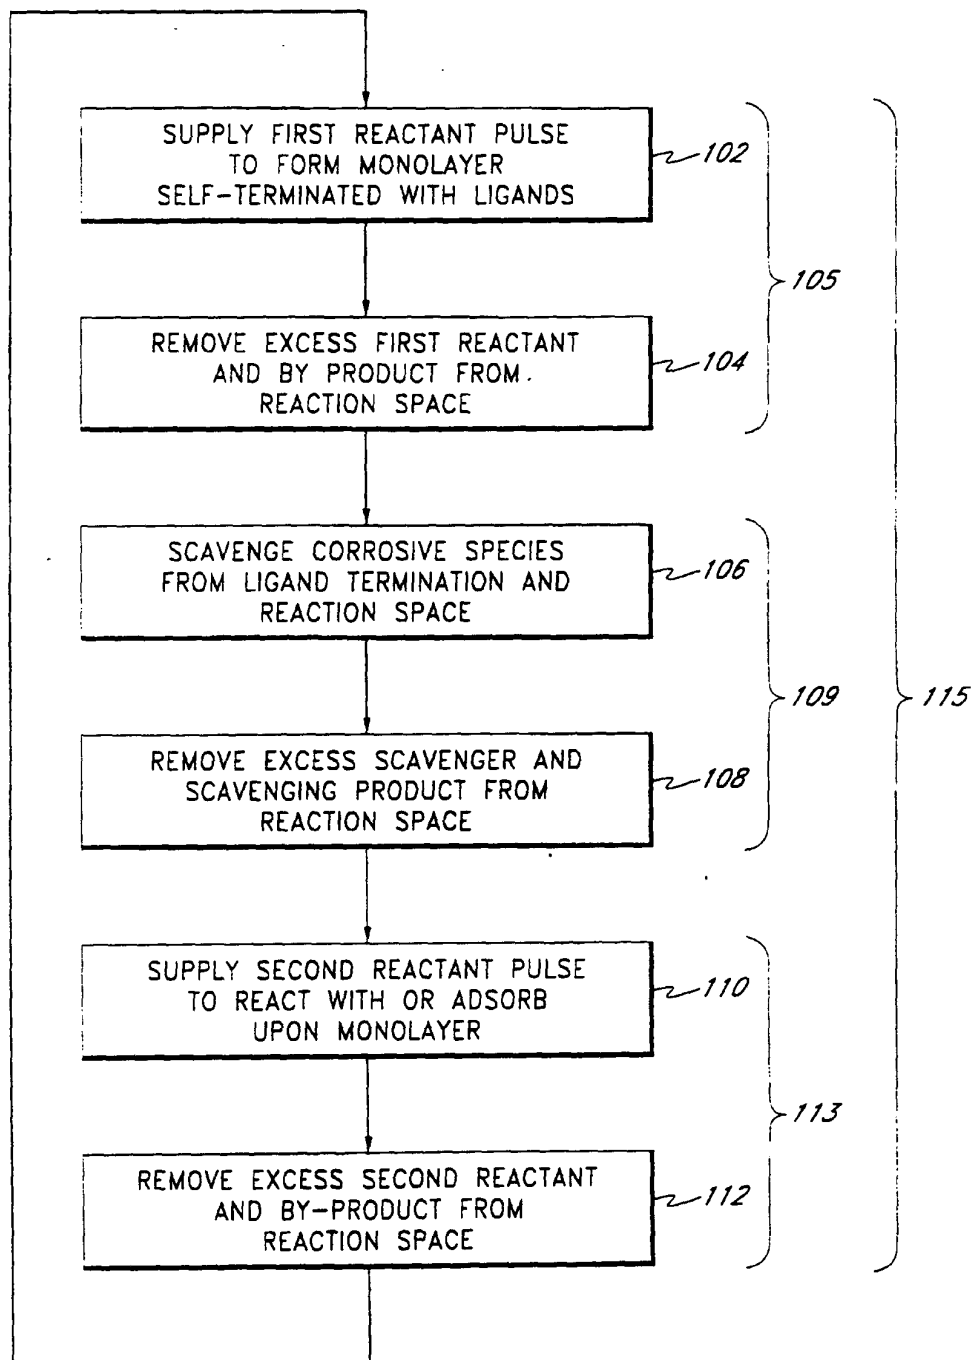 SUPPLY FIRST REACTANT PULSE
TO FORM MONOLAYER
SELF-TERMINATED WITH LIGANDS
102
105
REMOVE EXCESS FIRST REACTANT
AND BY PRODUCT FROM
REACTION SPACE
104
SCAVENGE CORROSIVE SPECIES
FROM LIGAND TERMINATION AND
REACTION SPACE
106
109
115
REMOVE EXCESS SCAVENGER AND
SCAVENGING PRODUCT FROM
REACTION SPACE
108
SUPPLY SECOND REACTANT PULSE
TO REACT WITH OR ADSORB
UPON MONOLAYER
110
113
REMOVE EXCESS SECOND REACTANT
AND BY-PRODUCT FROM
REACTION SPACE
112